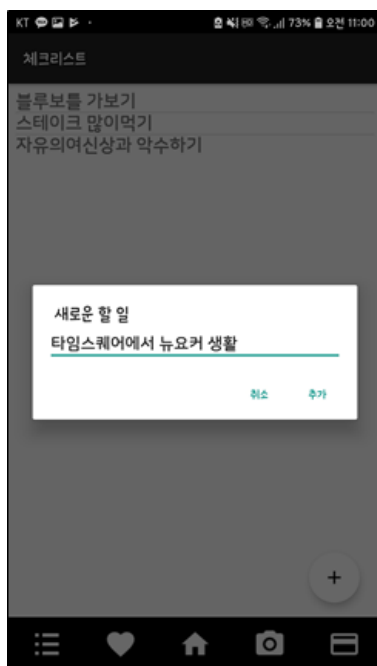 KT 73% 오전 11:00
체크리스트
블루보틀 가보기
스테이크 많이먹기
자유의여신상과 악수하기
새로운 할 일
타임스퀘어에서 뉴요커 생활
취소 추가